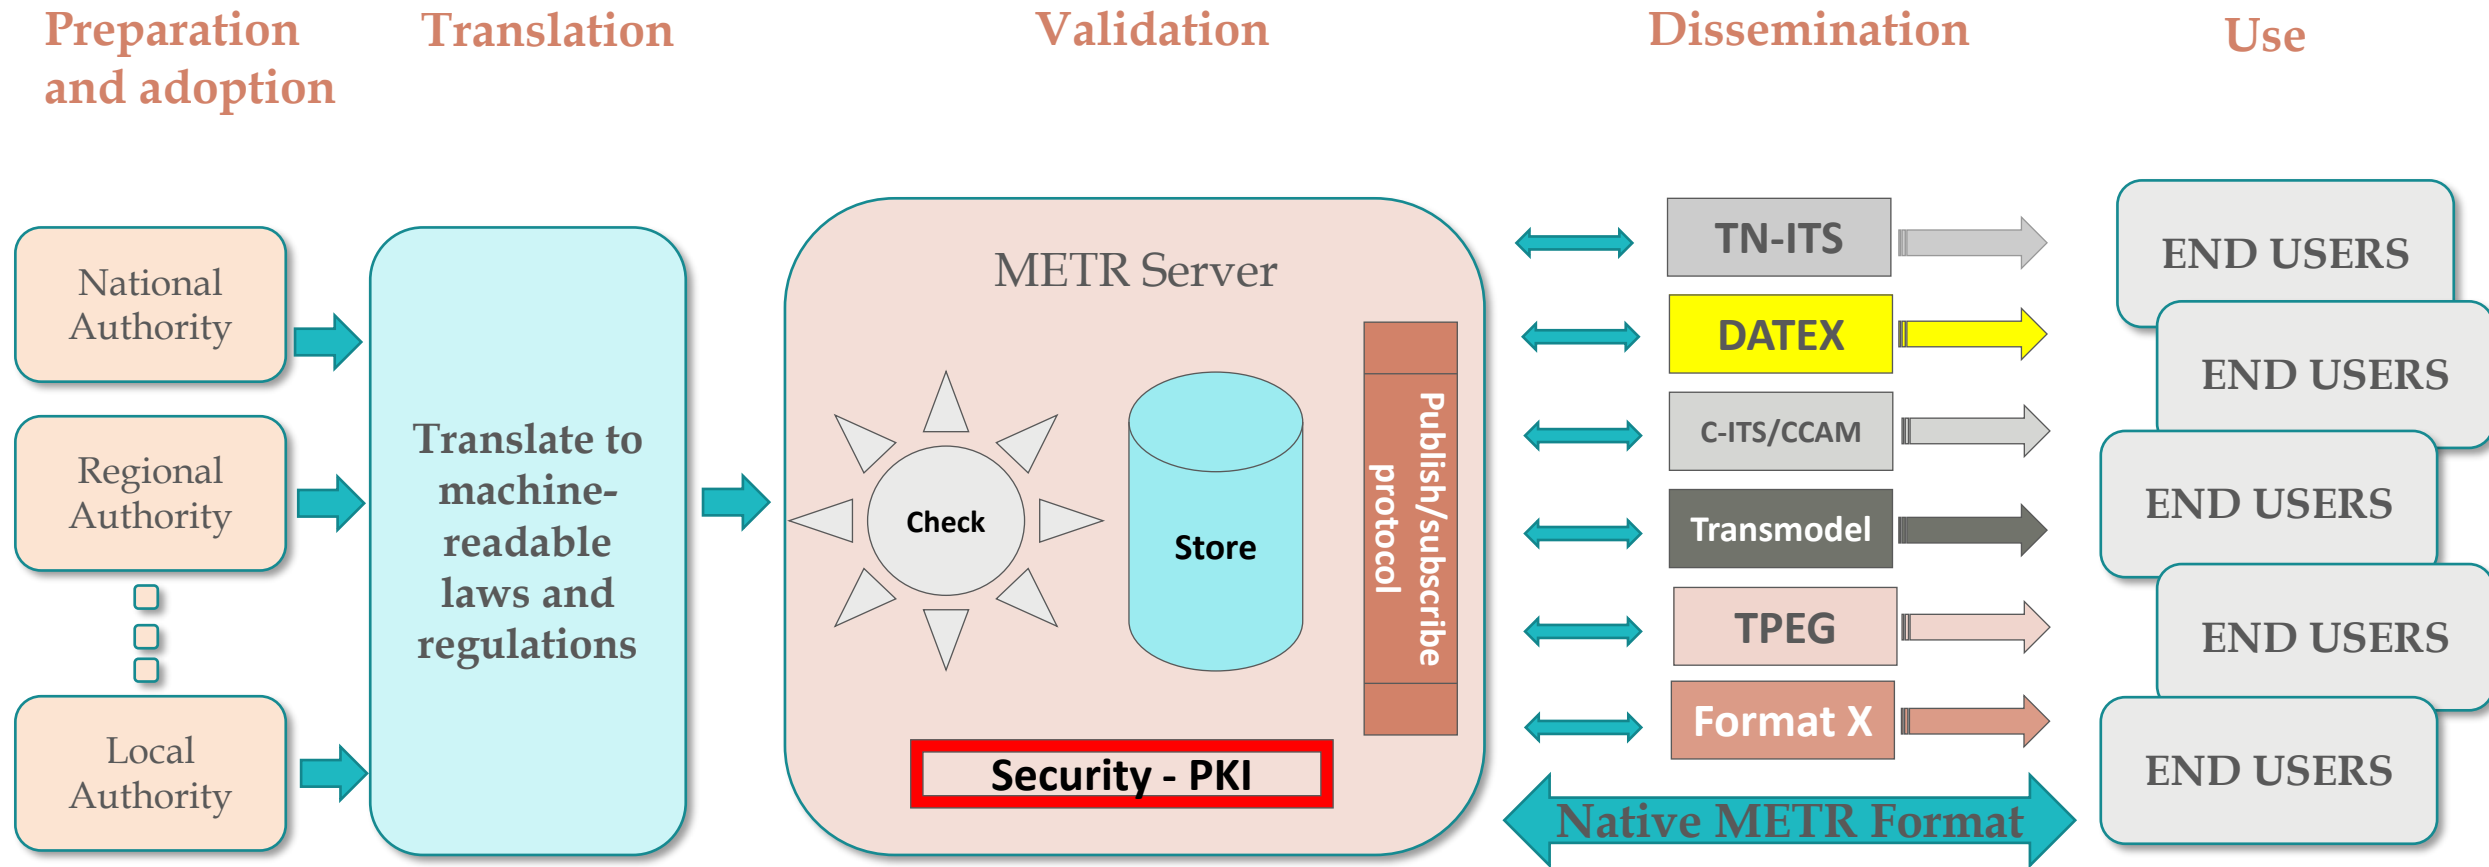 Preparation
and adoption
Translation
Validation
Dissemination
Use
National
Authority
Regional
Authority
Local
Authority
Translate to
machine-
readable
laws and
regulations
METR Server
Check
Store
Publish/subscribe
protocol
Security - PKI
TN-ITS
DATEX
C-ITS/CCAM
Transmodel
TPEG
Format X
Native METR Format
END USERS
END USERS
END USERS
END USERS
END USERS